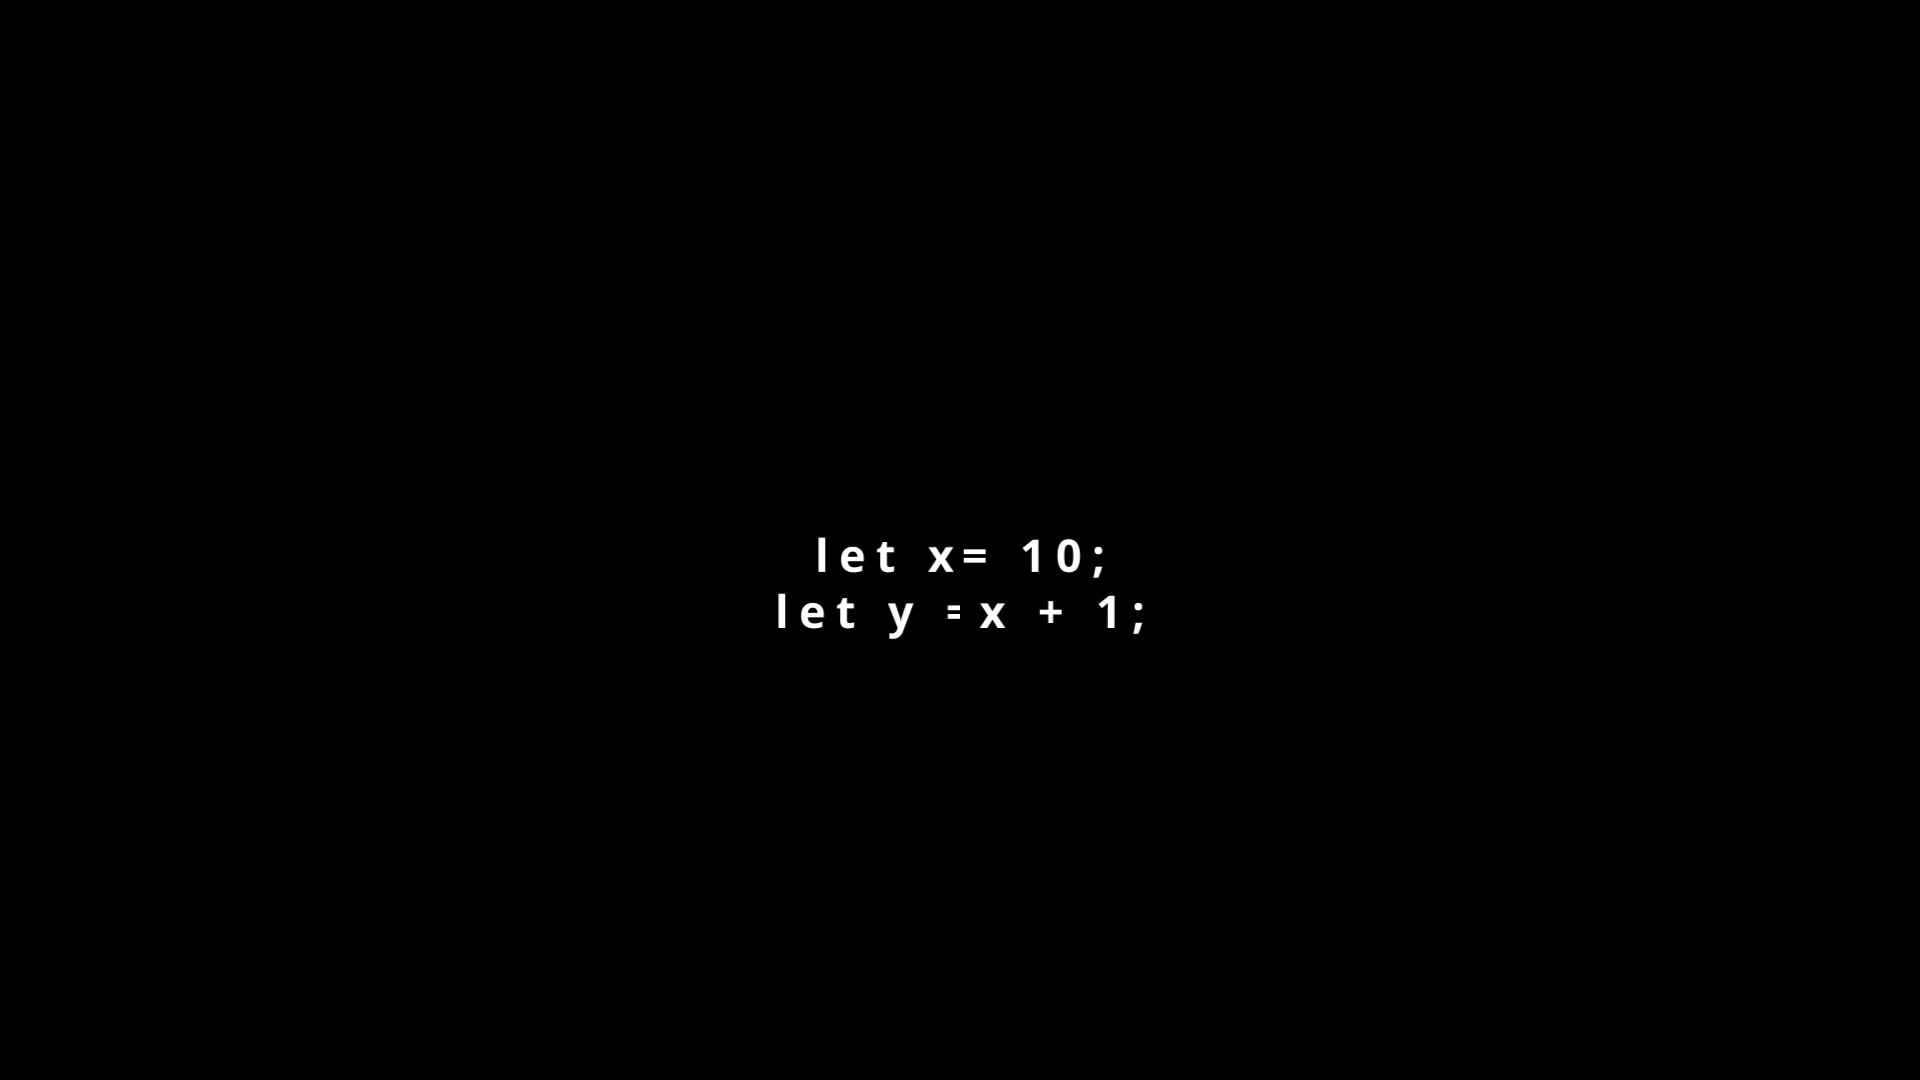 let x= 10;
let y = x + 1;